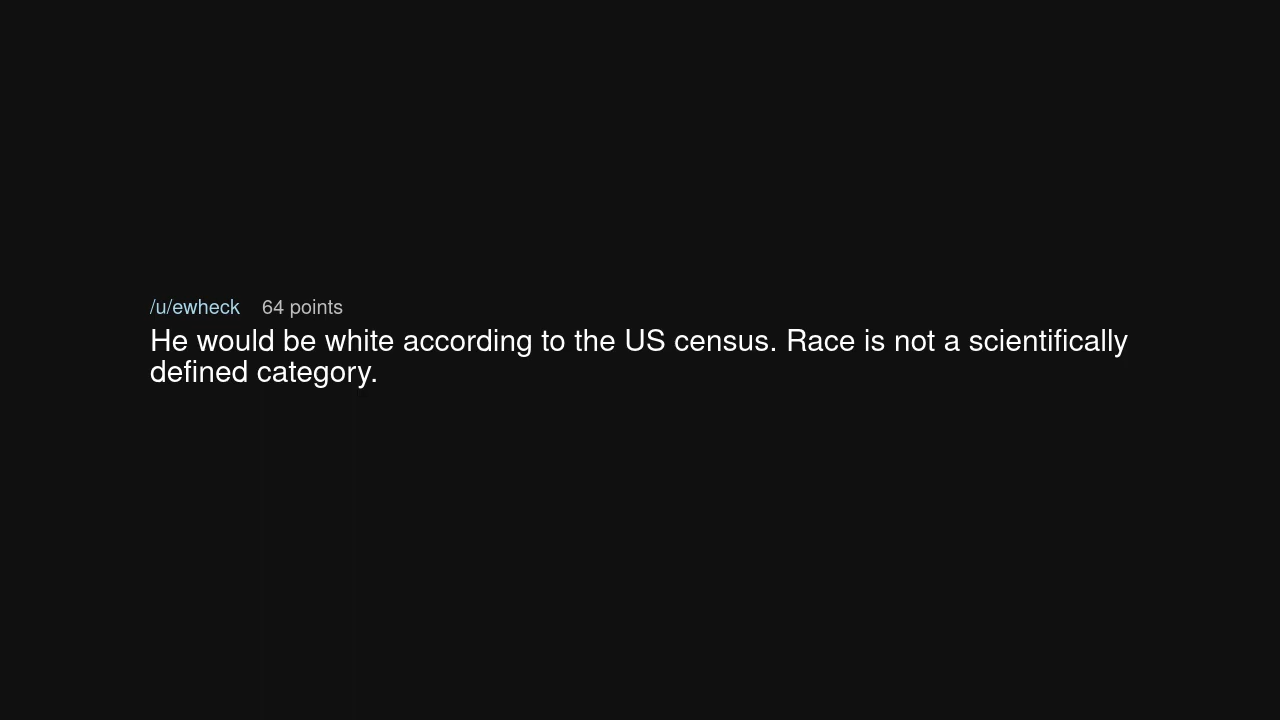 /u/ewheck 64 points
He would be white according to the US census. Race is not a scientifically
defined category.